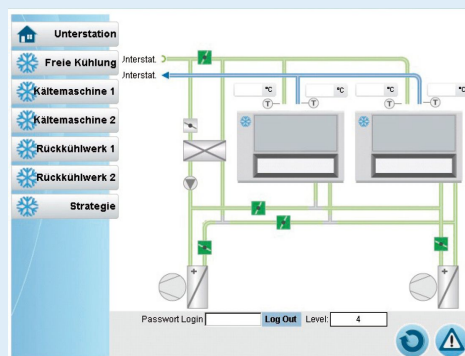 Unterstation
Freie Kühlung
Kältemaschine 1
Kältemaschine 2
Rückkühlwerk 1
Rückkühlwerk 2
Strategie
Unterstat.
Unterstat.
°C °C °C °C
T T T T
+ +
Passwort Login Log Out Level: 4